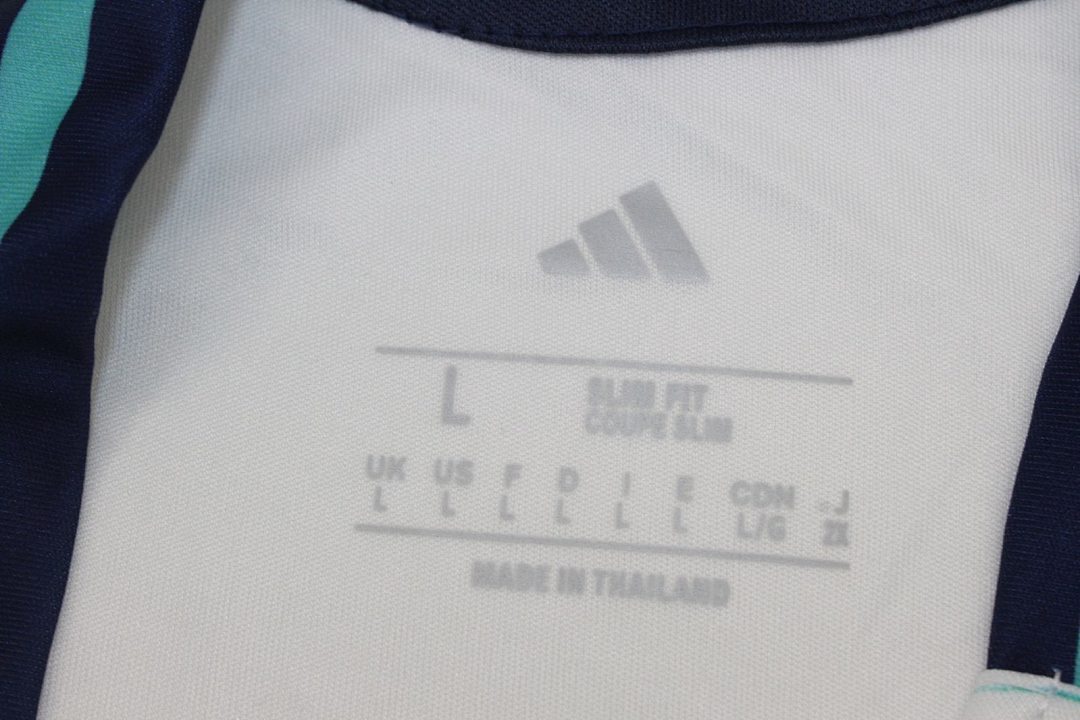 L
SLIM FIT
COUPE SLIM
UK US F D I E CDN J
L L L L L L L/G 2X
MADE IN THAILAND